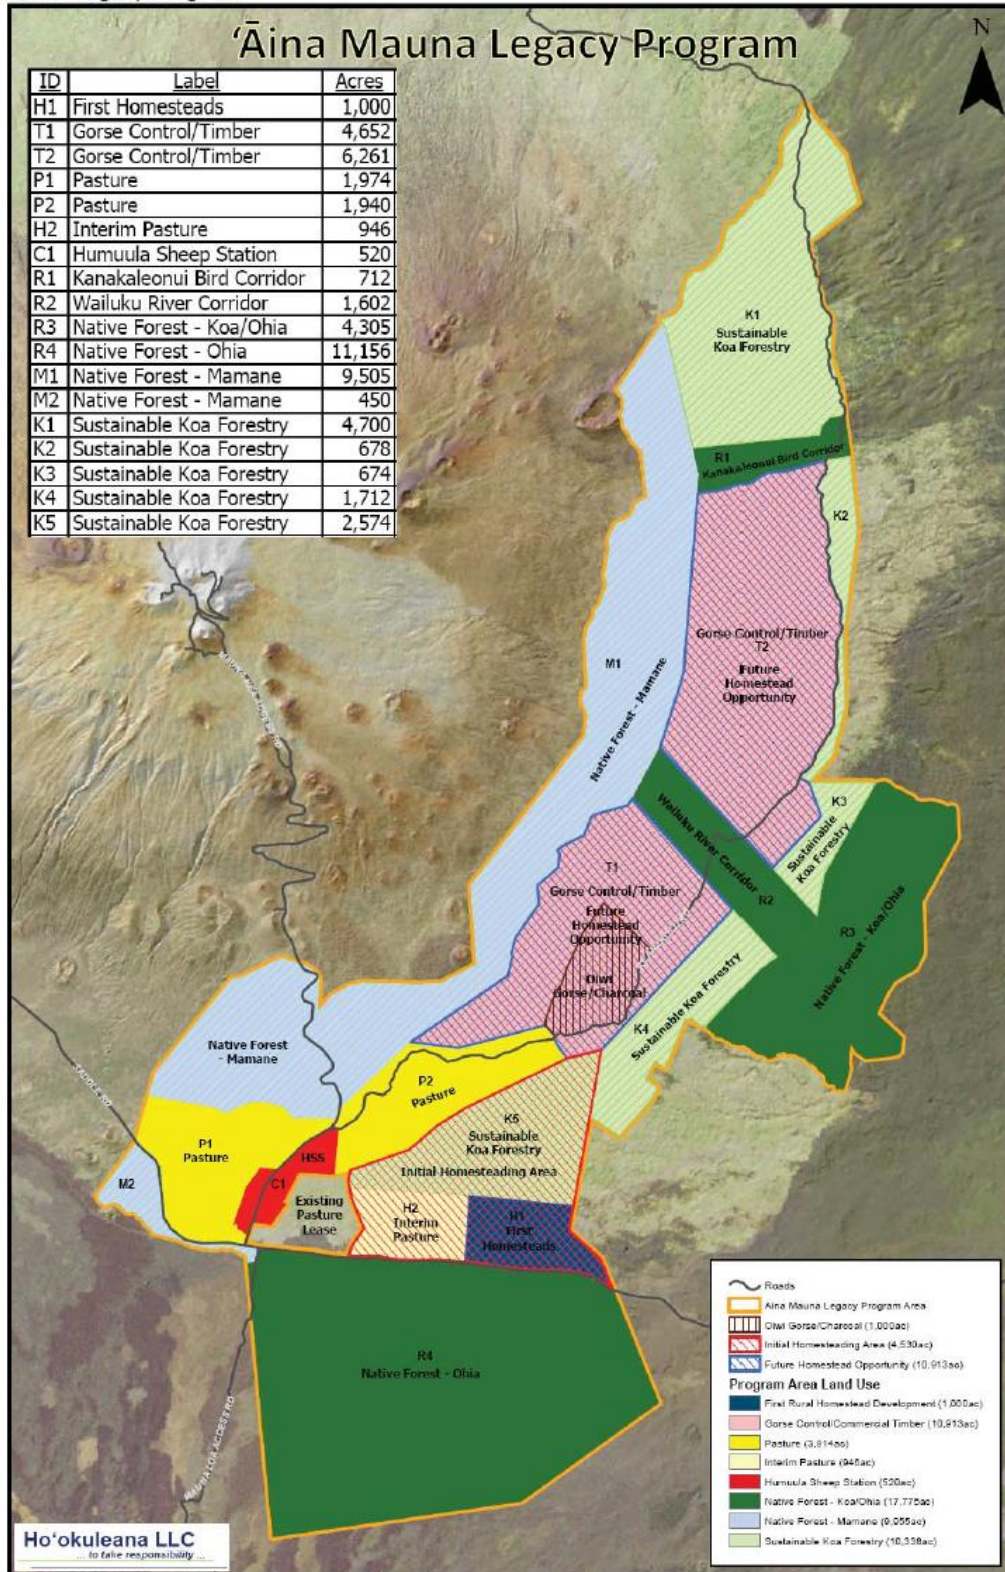 ʻĀina Mauna Legacy Program
N
ID Label Acres
H1 First Homesteads 1,000
T1 Gorse Control/Timber 4,652
T2 Gorse Control/Timber 6,261
P1 Pasture 1,974
P2 Pasture 1,940
H2 Interim Pasture 946
C1 Humuula Sheep Station 520
R1 Kanakaleonui Bird Corridor 712
R2 Wailuku River Corridor 1,602
R3 Native Forest - Koa/Ohia 4,305
R4 Native Forest - Ohia 11,156
M1 Native Forest - Mamane 9,505
M2 Native Forest - Mamane 450
K1 Sustainable Koa Forestry 4,700
K2 Sustainable Koa Forestry 678
K3 Sustainable Koa Forestry 674
K4 Sustainable Koa Forestry 1,712
K5 Sustainable Koa Forestry 2,574
K1
Sustainable
Koa Forestry
R1
Kanakaleonui Bird Corridor
K2
Gorse Control/Timber
T2
Future
Homestead
Opportunity
M1
Native Forest - Mamane
K3
Sustainable
Koa Forestry
Wailuku River Corridor
R2
T1
Gorse Control/Timber
Future
Homestead
Opportunity
Oiwi
Gorse/Charcoal
R3
Native Forest - Koa/Ohia
K4
Sustainable Koa Forestry
Native Forest
- Mamane
P2
Pasture
K5
Sustainable
Koa Forestry
Initial Homesteading Area
P1
Pasture
HSS
C1
M2
Existing
Pasture
Lease
H2
Interim
Pasture
H1
First
Homesteads
R4
Native Forest - Ohia
MAUNA LOA ACCESS RD
Roads
Aina Mauna Legacy Program Area
Oiwi Gorse/Charcoal (1,000ac)
Initial Homesteading Area (4,530ac)
Future Homestead Opportunity (10,913ac)
Program Area Land Use
First Rural Homestead Development (1,000ac)
Gorse Control/Commercial Timber (10,913ac)
Pasture (3,914ac)
Interim Pasture (946ac)
Humuula Sheep Station (520ac)
Native Forest - Koa/Ohia (17,775ac)
Native Forest - Mamane (9,955ac)
Sustainable Koa Forestry (10,338ac)
Hoʻokuleana LLC
... to take responsibility ...